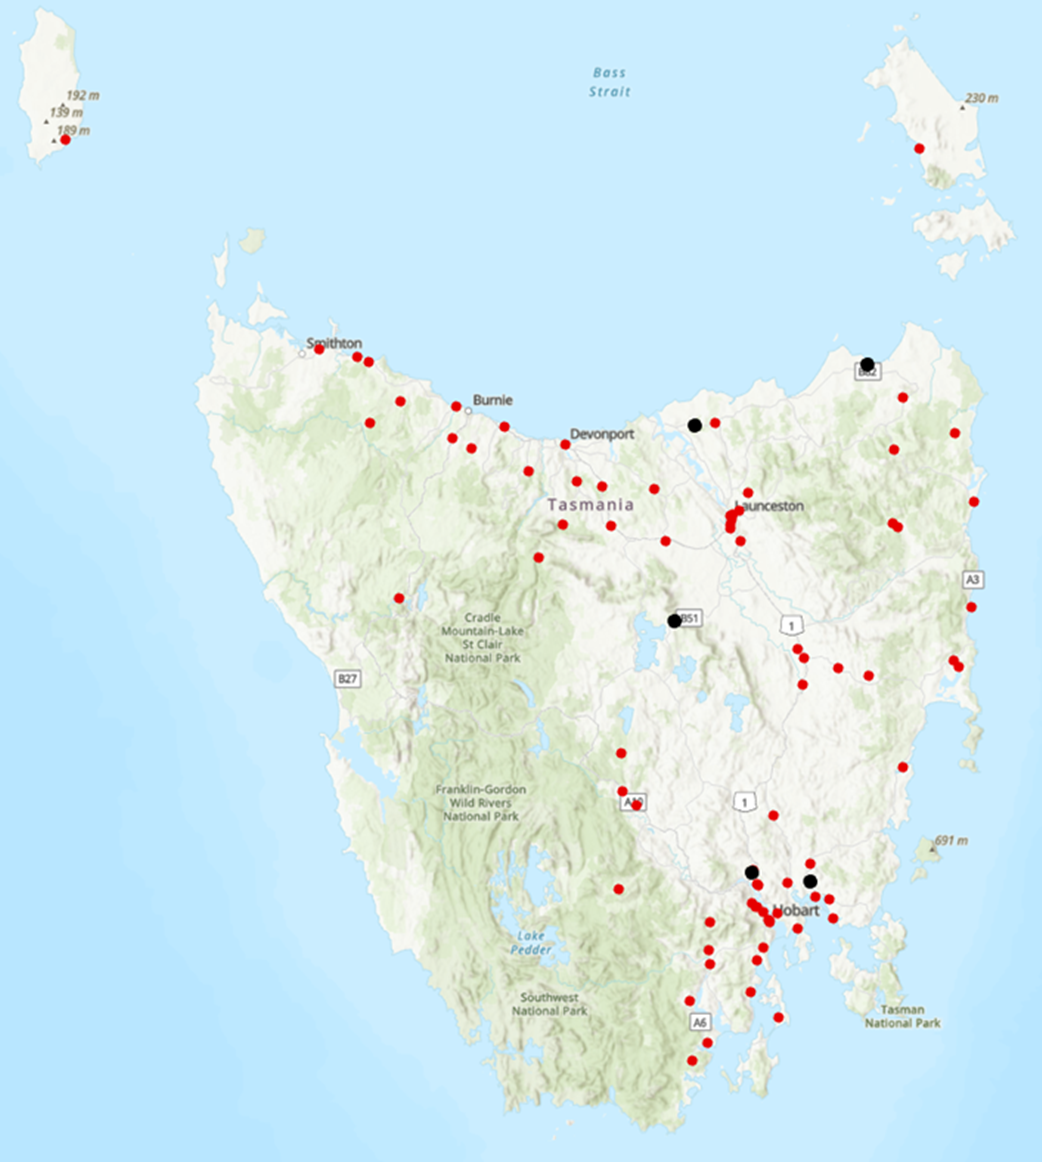 Bass
Strait
192 m
139 m
189 m
230 m
Smithton
B82
Burnie
Devonport
Tasmania
Launceston
A3
B51
1
Cradle
Mountain-Lake
St Clair
National Park
B27
Franklin-Gordon
Wild Rivers
National Park
A10
1
691 m
Hobart
Lake
Pedder
Southwest
National Park
A6
Tasman
National Park